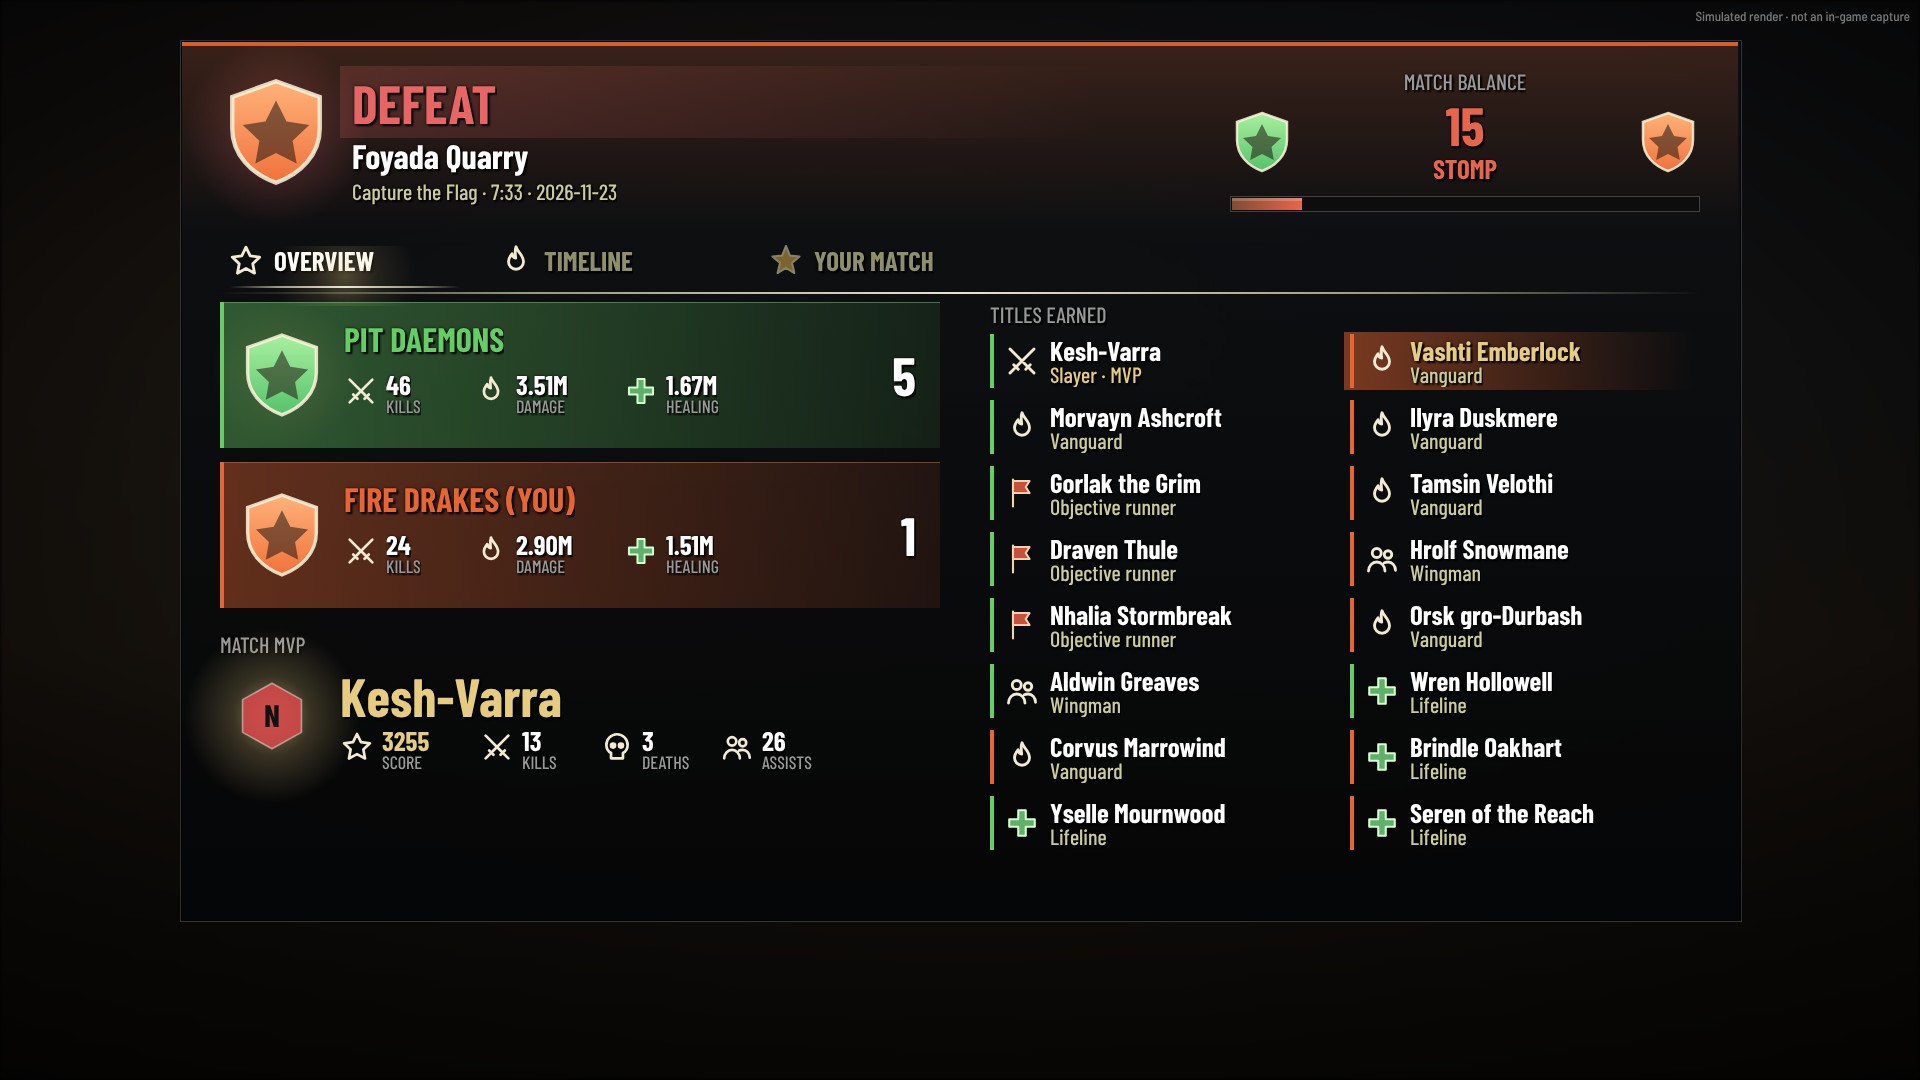 Simulated render · not an in-game capture
DEFEAT
Foyada Quarry
Capture the Flag · 7:33 · 2026-11-23
MATCH BALANCE
15
STOMP
OVERVIEW
TIMELINE
YOUR MATCH
PIT DAEMONS
46
KILLS
3.51M
DAMAGE
1.67M
HEALING
5
FIRE DRAKES (YOU)
24
KILLS
2.90M
DAMAGE
1.51M
HEALING
1
MATCH MVP
N
Kesh-Varra
3255
SCORE
13
KILLS
3
DEATHS
26
ASSISTS
TITLES EARNED
Kesh-Varra
Slayer · MVP
Morvayn Ashcroft
Vanguard
Gorlak the Grim
Objective runner
Draven Thule
Objective runner
Nhalia Stormbreak
Objective runner
Aldwin Greaves
Wingman
Corvus Marrowind
Vanguard
Yselle Mournwood
Lifeline
Vashti Emberlock
Vanguard
Ilyra Duskmere
Vanguard
Tamsin Velothi
Vanguard
Hrolf Snowmane
Wingman
Orsk gro-Durbash
Vanguard
Wren Hollowell
Lifeline
Brindle Oakhart
Lifeline
Seren of the Reach
Lifeline